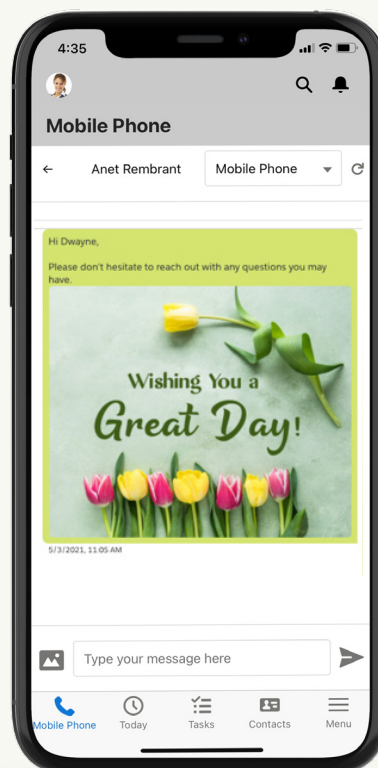 4:35
Mobile Phone
Anet Rembrant
Mobile Phone
Hi Dwayne,
Please don't hesitate to reach out with any questions you may
have.
Wishing You a
Great Day!
5/3/2021, 11:05 AM
Type your message here
Mobile Phone
Today
Tasks
Contacts
Menu